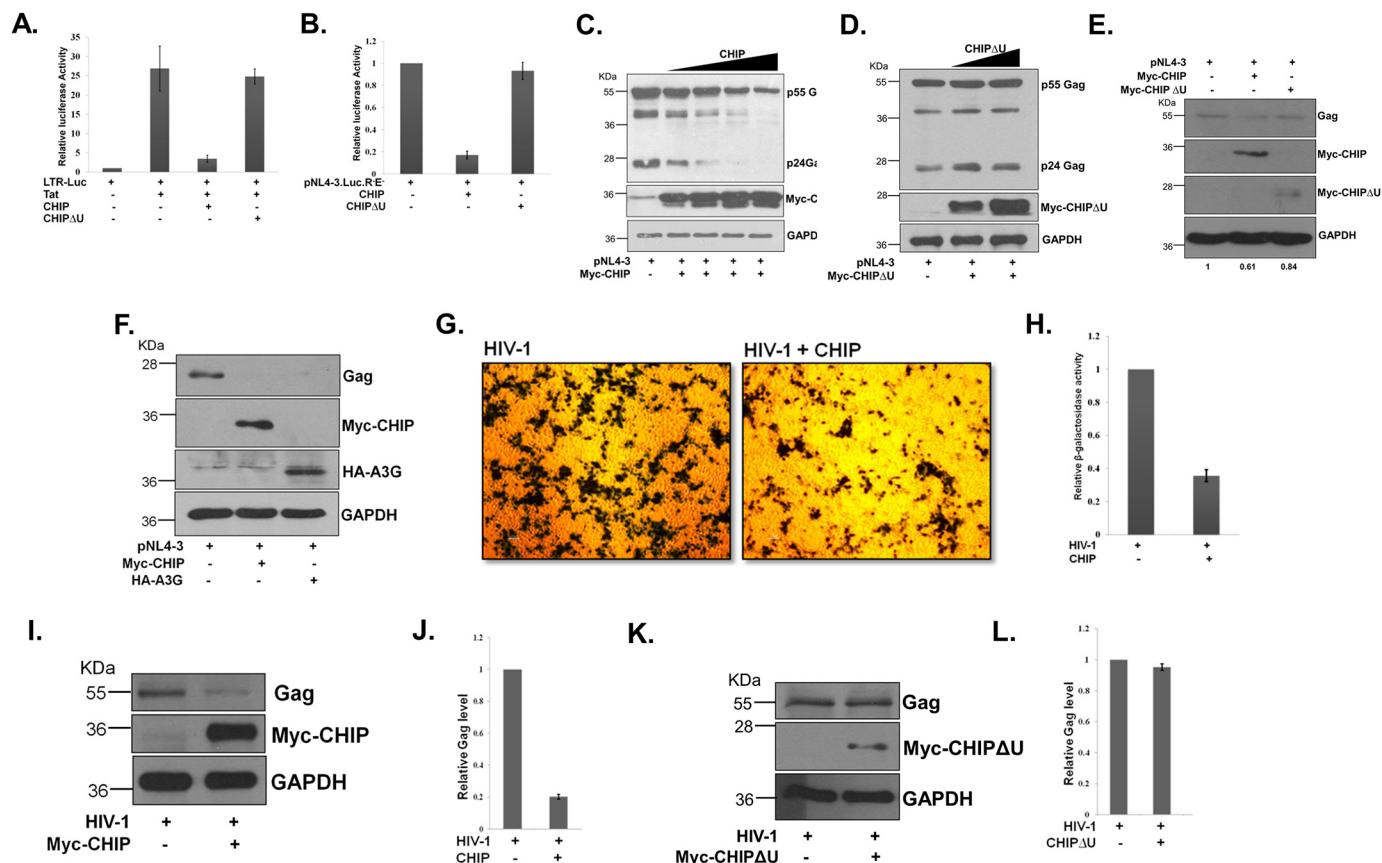 A.
Relative luciferase Activity
35
30
25
20
15
10
5
0
LTR-Luc + + + +
Tat - + + +
CHIP - - + -
CHIPΔU - - - +
B.
Relative luciferase Activity
1.2
1
0.8
0.6
0.4
0.2
0
pNL4-3.Luc.R-E- + + +
CHIP - + -
CHIPΔU - - +
C.
CHIP
KDa
55
36
28
36
36
p55 G
p24Ga
Myc-C
GAPD
pNL4-3 + + + + +
Myc-CHIP - + + + +
D.
CHIPΔU
KDa
55
36
28
28
36
p55 Gag
p24 Gag
Myc-CHIPΔU
GAPDH
pNL4-3 + + +
Myc-CHIPΔU - + +
E.
pNL4-3 + + +
Myc-CHIP - + -
Myc-CHIP ΔU - - +
KDa
55 Gag
36 Myc-CHIP
28 Myc-CHIPΔU
36 GAPDH
1 0.61 0.84
F.
KDa
28 Gag
36 Myc-CHIP
36 HA-A3G
36 GAPDH
pNL4-3 + + +
Myc-CHIP - + -
HA-A3G - - +
G.
HIV-1
HIV-1 + CHIP
H.
Relative β-galactosidase activity
1.2
1
0.8
0.6
0.4
0.2
0
HIV-1 + +
CHIP - +
I.
KDa
55 Gag
36 Myc-CHIP
36 GAPDH
HIV-1 + +
Myc-CHIP - +
J.
Relative Gag level
1.2
1
0.8
0.6
0.4
0.2
0
HIV-1 + +
CHIP - +
K.
KDa
55 Gag
28
Myc-CHIPΔU
36 GAPDH
HIV-1 + +
Myc-CHIPΔU - +
L.
Relative Gag level
1.2
1
0.8
0.6
0.4
0.2
0
HIV-1 + +
CHIPΔU - +